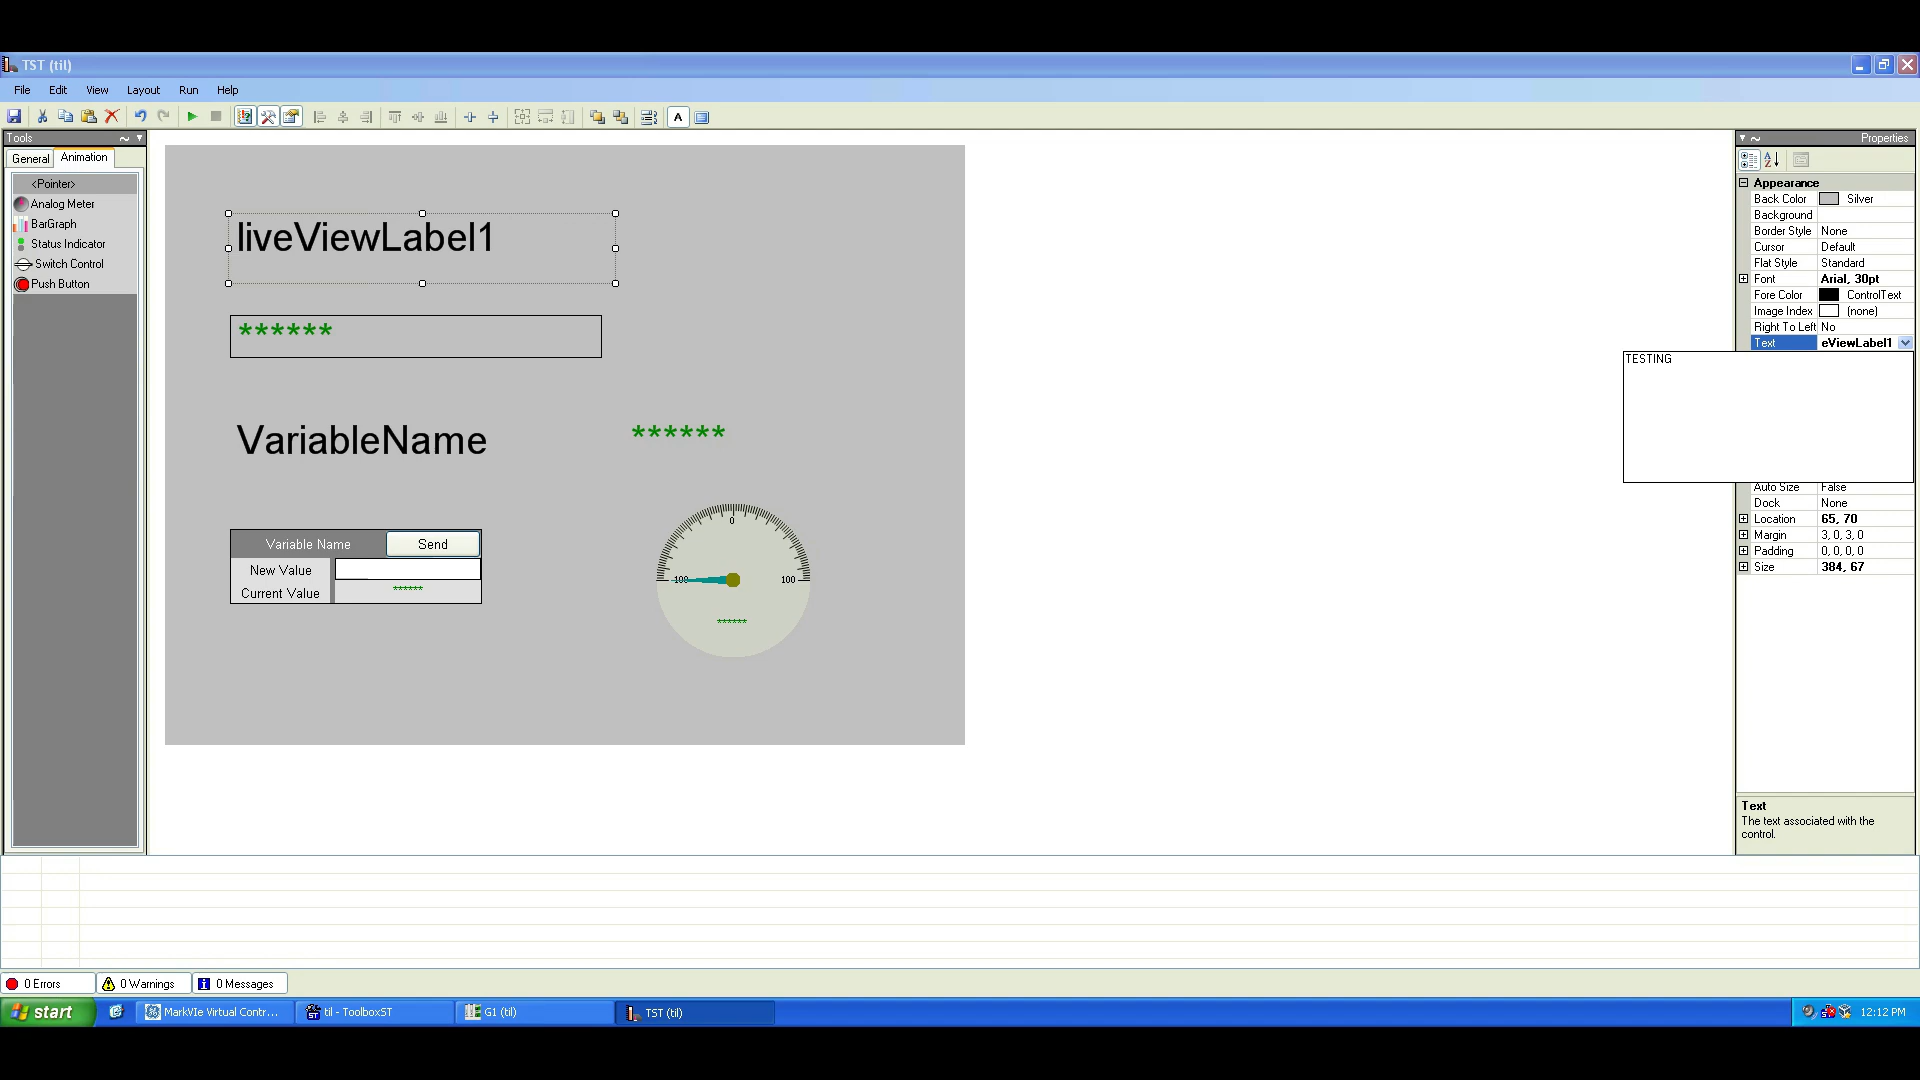 TST (til)
File Edit View Layout Run Help
A
Tools
General Animation
<Pointer>
Analog Meter
BarGraph
Status Indicator
Switch Control
Push Button
liveViewLabel1
******
VariableName
******
Variable Name Send
New Value
Current Value ******
0
-100 100
******
Properties
Appearance
Back Color Silver
Background
Border Style None
Cursor Default
Flat Style Standard
Font Arial, 30pt
Fore Color ControlText
Image Index (none)
Right To Left No
Text eViewLabel1
TESTING
Auto Size False
Dock None
Location 65, 70
Margin 3, 0, 3, 0
Padding 0, 0, 0, 0
Size 384, 67
Text
The text associated with the
control.
0 Errors 0 Warnings 0 Messages
start MarkVIe Virtual Contr... til - ToolboxST G1 (til) TST (til) 12:12 PM